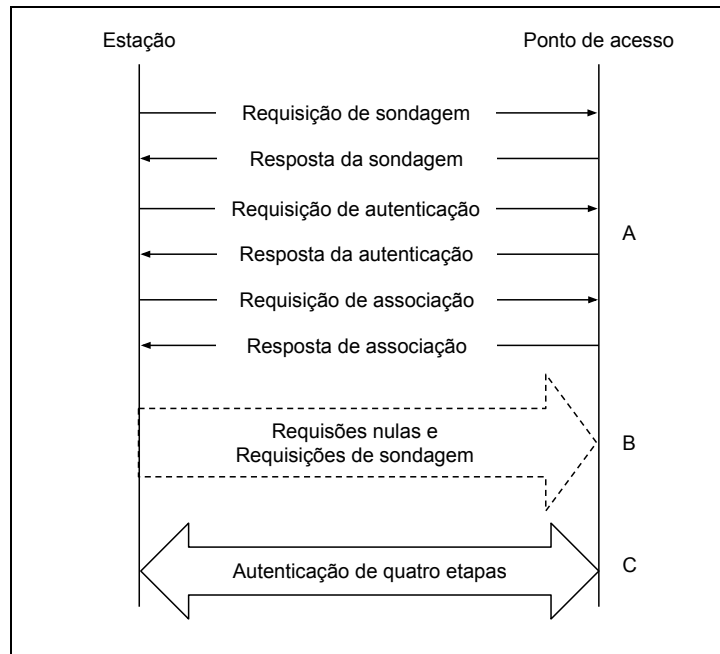 Estação
Ponto de acesso
Requisição de sondagem
Resposta da sondagem
Requisição de autenticação
A
Resposta da autenticação
Requisição de associação
Resposta de associação
Requisões nulas e
Requisições de sondagem
B
Autenticação de quatro etapas
C